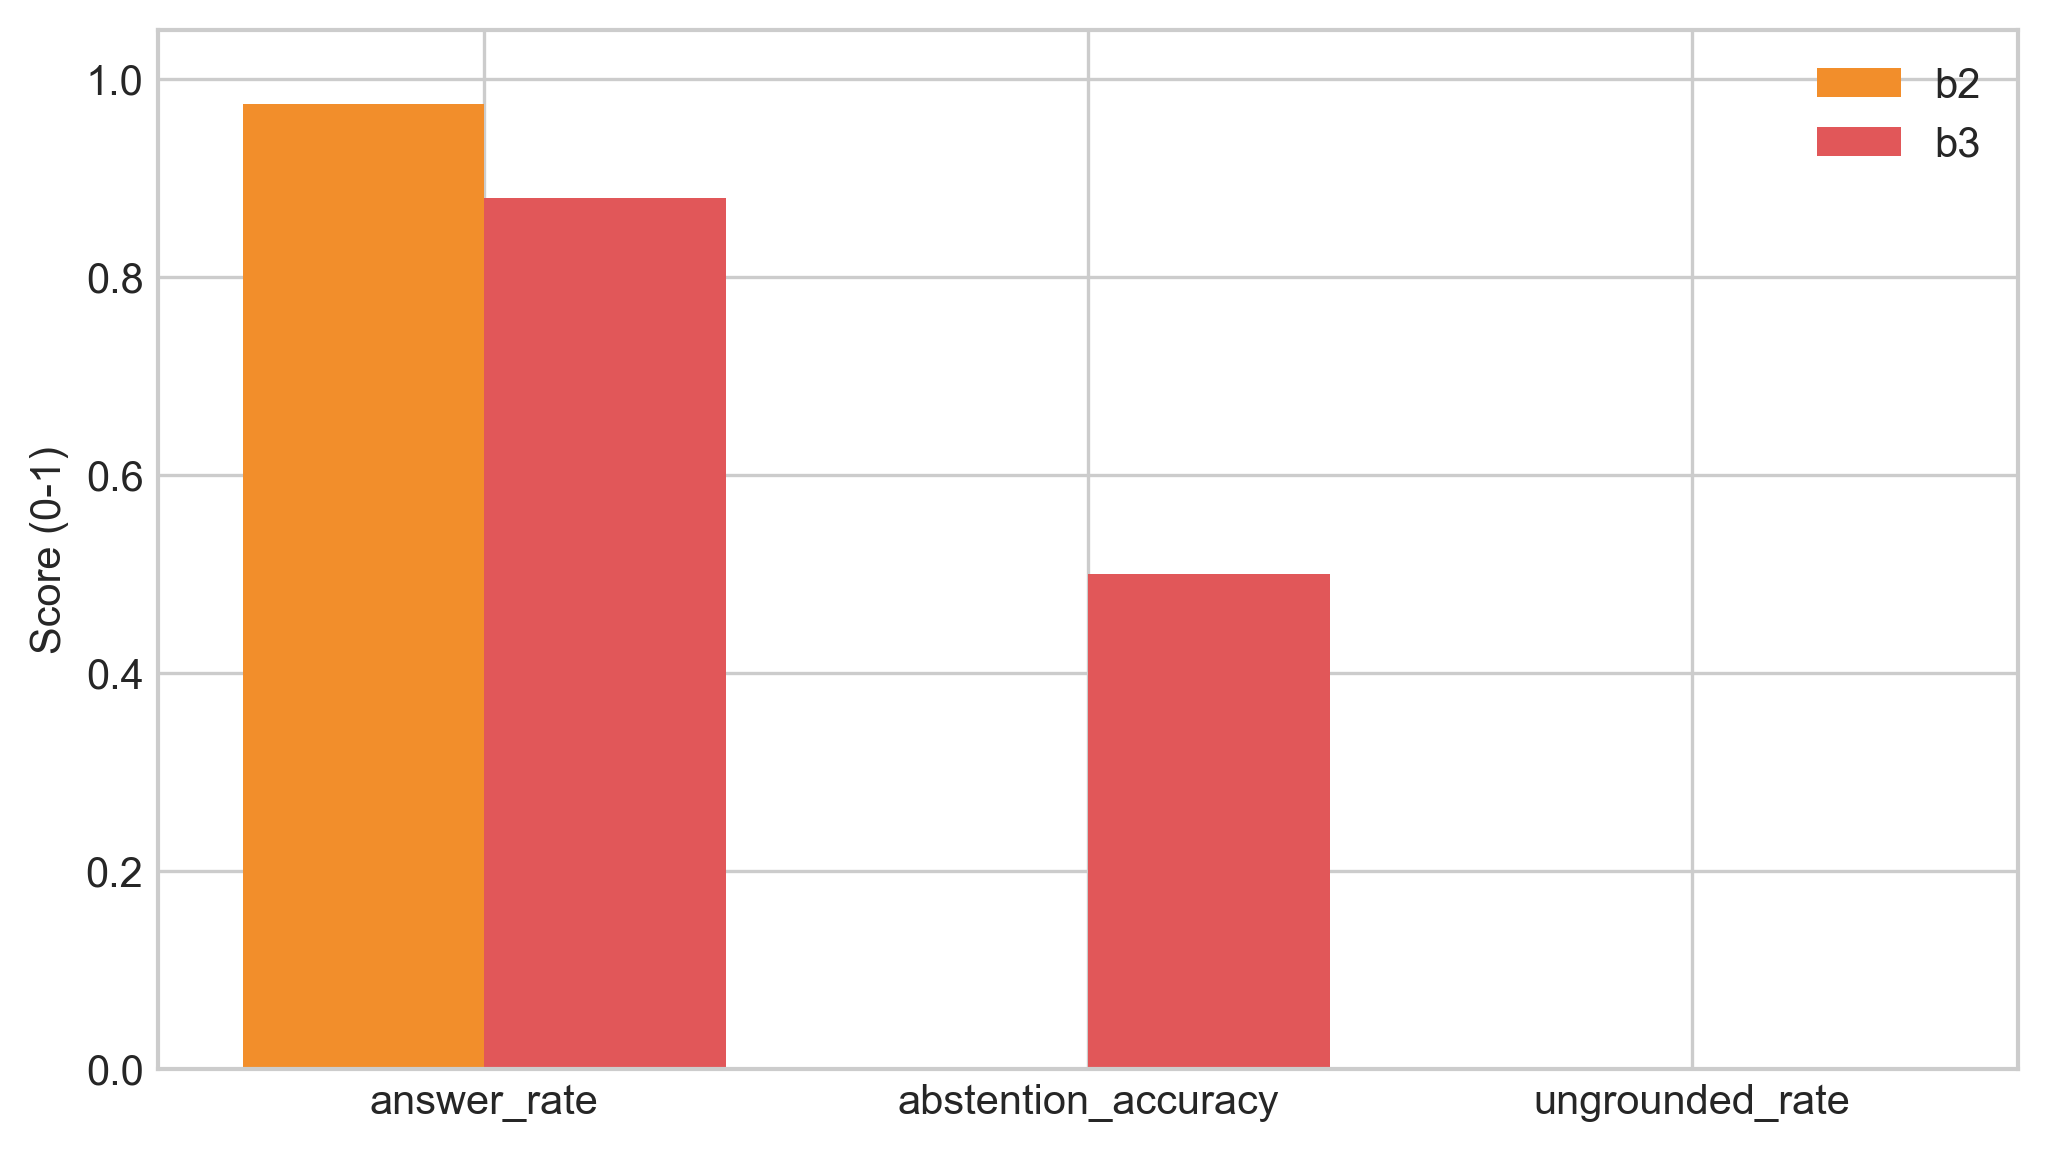 b2
b3
1.0
0.8
0.6
0.4
0.2
0.0
Score (0-1)
answer_rate
abstention_accuracy
ungrounded_rate